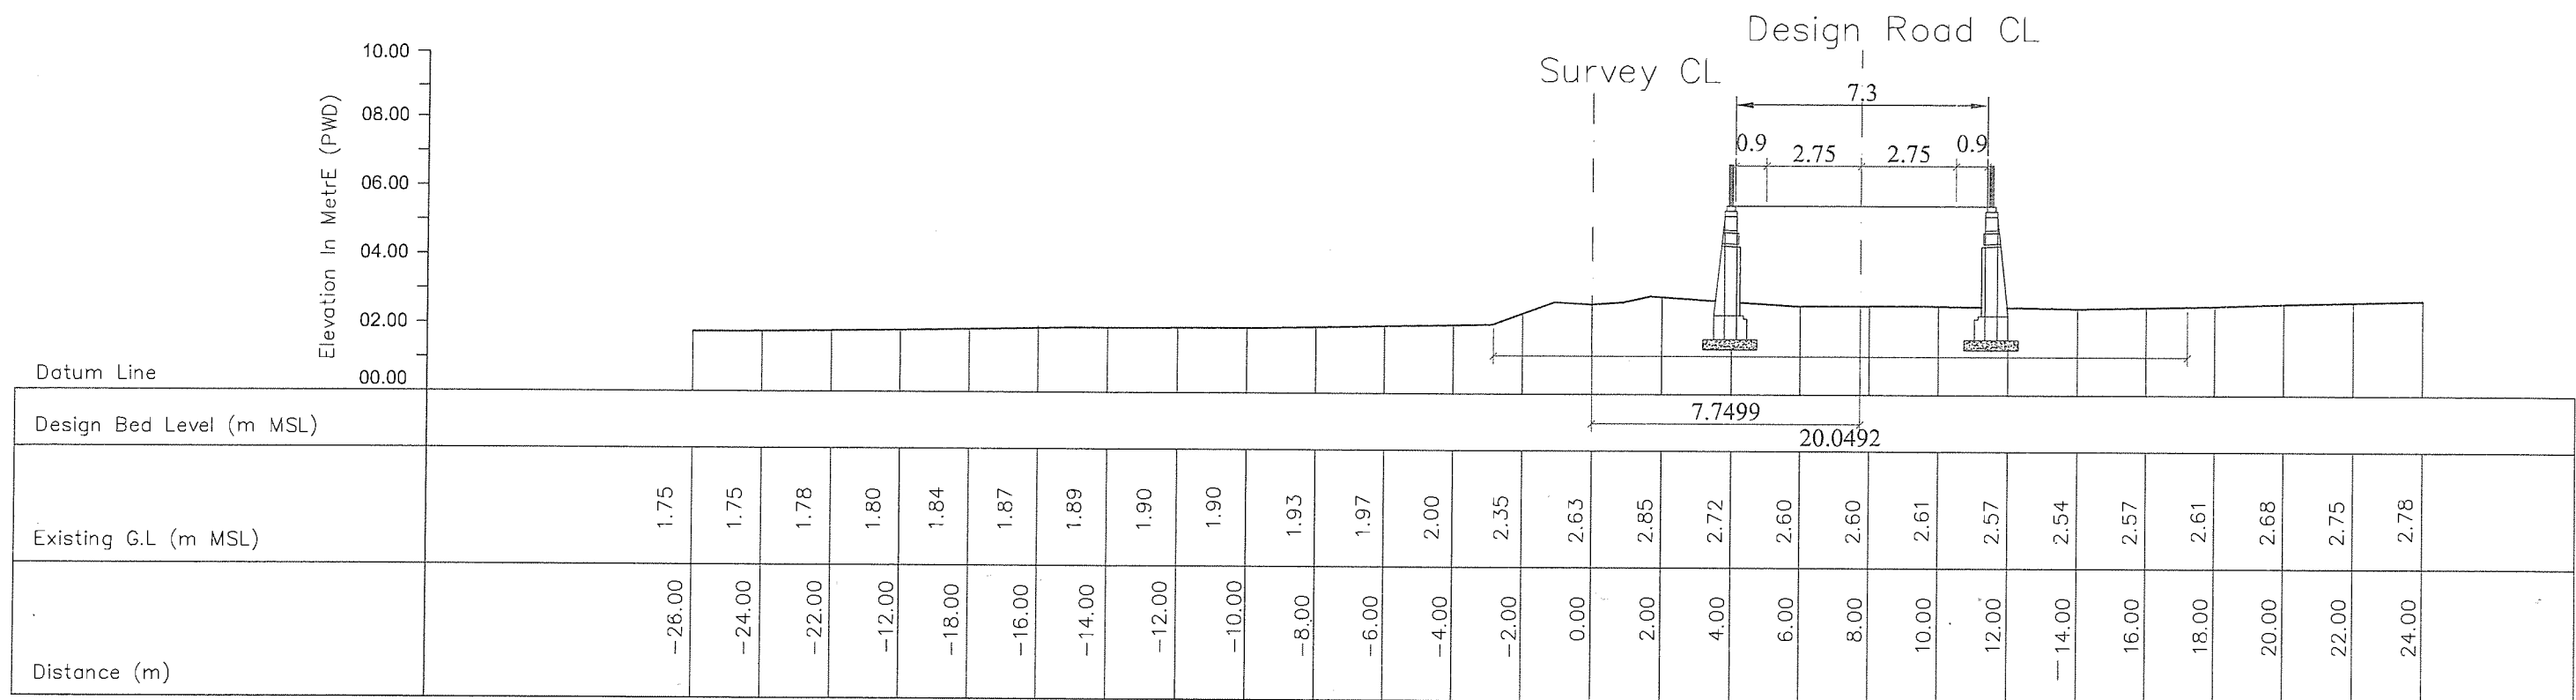 Design Road CL
Survey CL
10.00
08.00
06.00
04.00
02.00
00.00
Elevation In MetrE (PWD)
7.3
0.9 2.75 2.75 0.9
Datum Line
Design Bed Level (m MSL)
7.7499
20.0492
Existing G.L (m MSL) 1.75 1.75 1.78 1.80 1.84 1.87 1.89 1.90 1.90 1.93 1.97 2.00 2.35 2.63 2.85 2.72 2.60 2.60 2.61 2.57 2.54 2.57 2.61 2.68 2.75 2.78
Distance (m) -26.00 -24.00 -22.00 -12.00 -18.00 -16.00 -14.00 -12.00 -10.00 -8.00 -6.00 -4.00 -2.00 0.00 2.00 4.00 6.00 8.00 10.00 12.00 -14.00 16.00 18.00 20.00 22.00 24.00